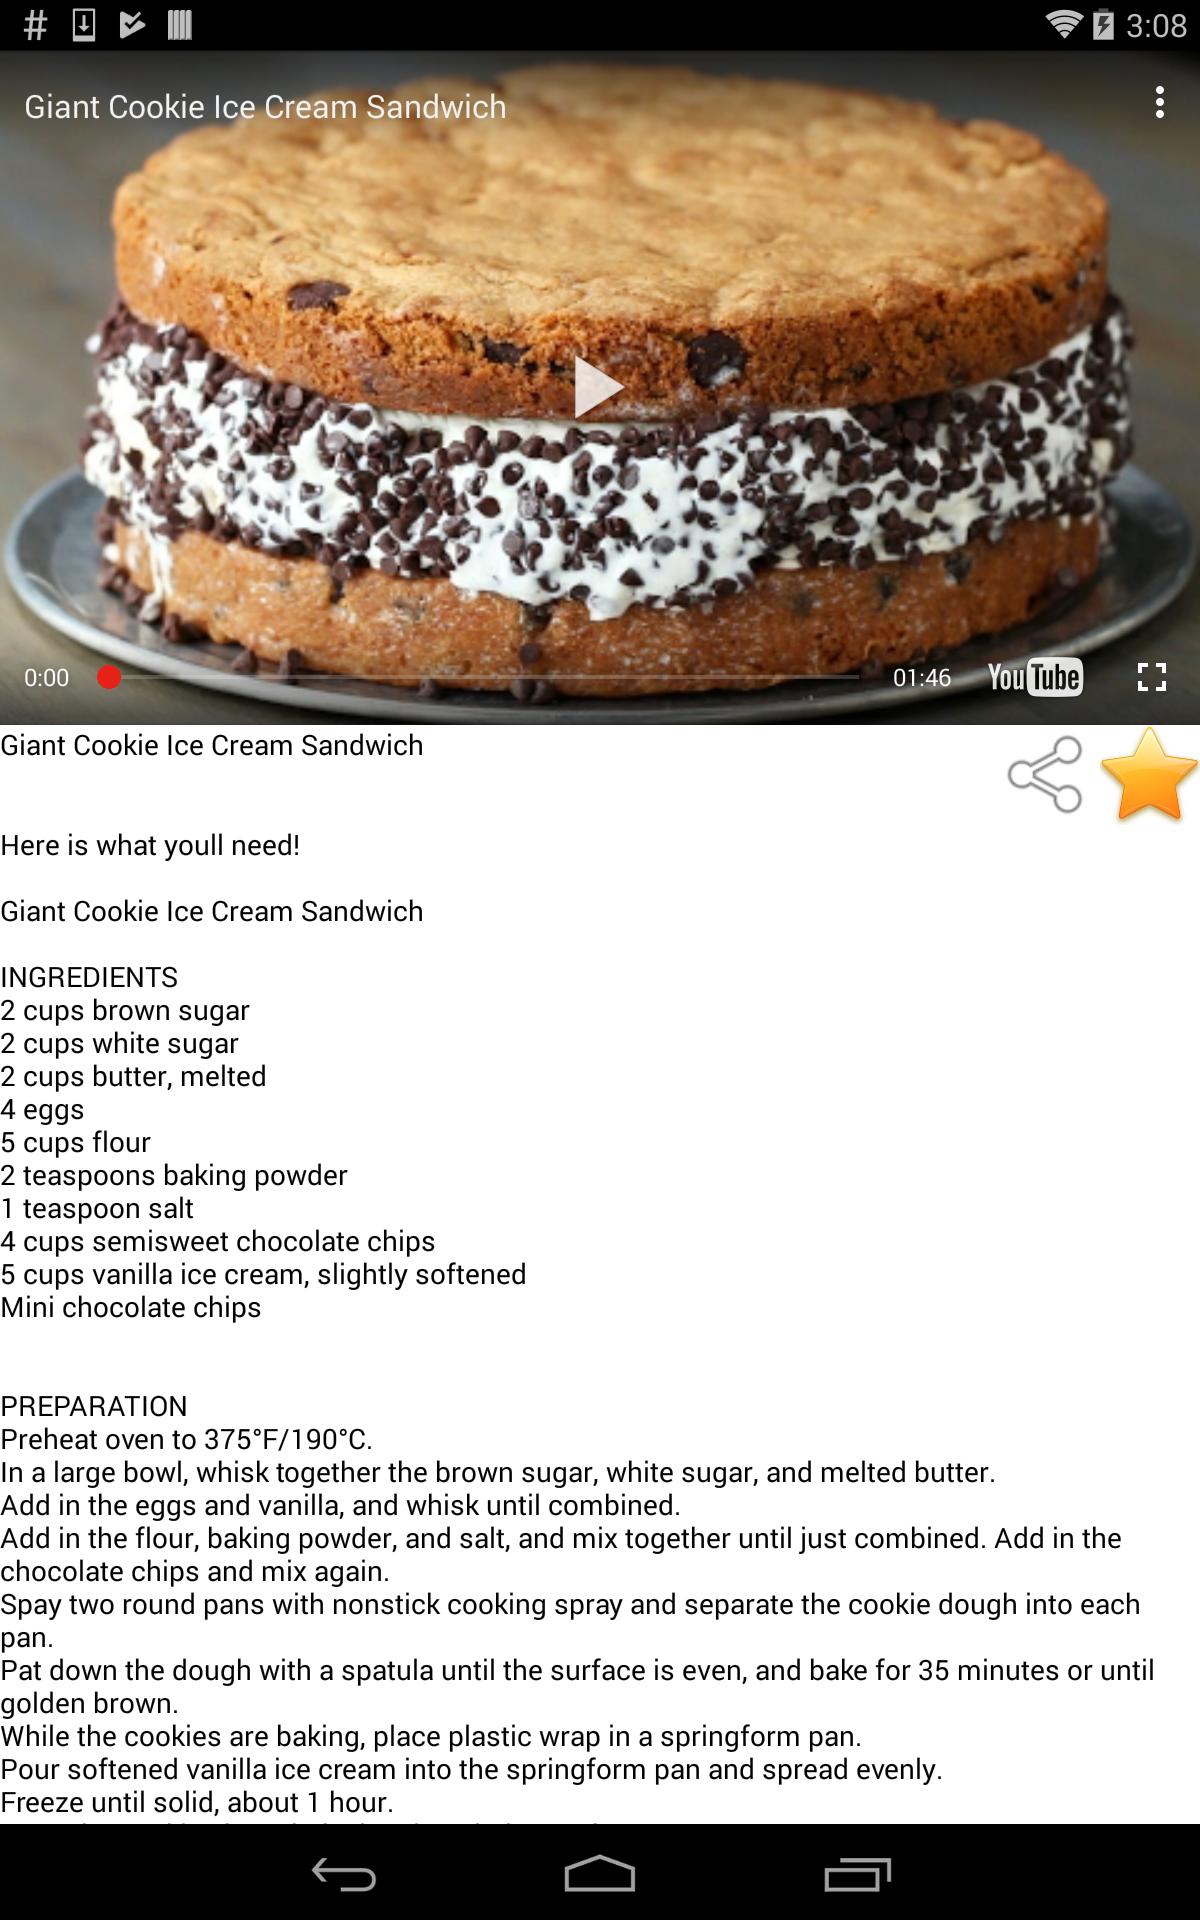 3:08
Giant Cookie Ice Cream Sandwich
0:00
01:46
YouTube
Giant Cookie Ice Cream Sandwich
Here is what youll need!
Giant Cookie Ice Cream Sandwich
INGREDIENTS
2 cups brown sugar
2 cups white sugar
2 cups butter, melted
4 eggs
5 cups flour
2 teaspoons baking powder
1 teaspoon salt
4 cups semisweet chocolate chips
5 cups vanilla ice cream, slightly softened
Mini chocolate chips
PREPARATION
Preheat oven to 375°F/190°C.
In a large bowl, whisk together the brown sugar, white sugar, and melted butter.
Add in the eggs and vanilla, and whisk until combined.
Add in the flour, baking powder, and salt, and mix together until just combined. Add in the
chocolate chips and mix again.
Spay two round pans with nonstick cooking spray and separate the cookie dough into each
pan.
Pat down the dough with a spatula until the surface is even, and bake for 35 minutes or until
golden brown.
While the cookies are baking, place plastic wrap in a springform pan.
Pour softened vanilla ice cream into the springform pan and spread evenly.
Freeze until solid, about 1 hour.